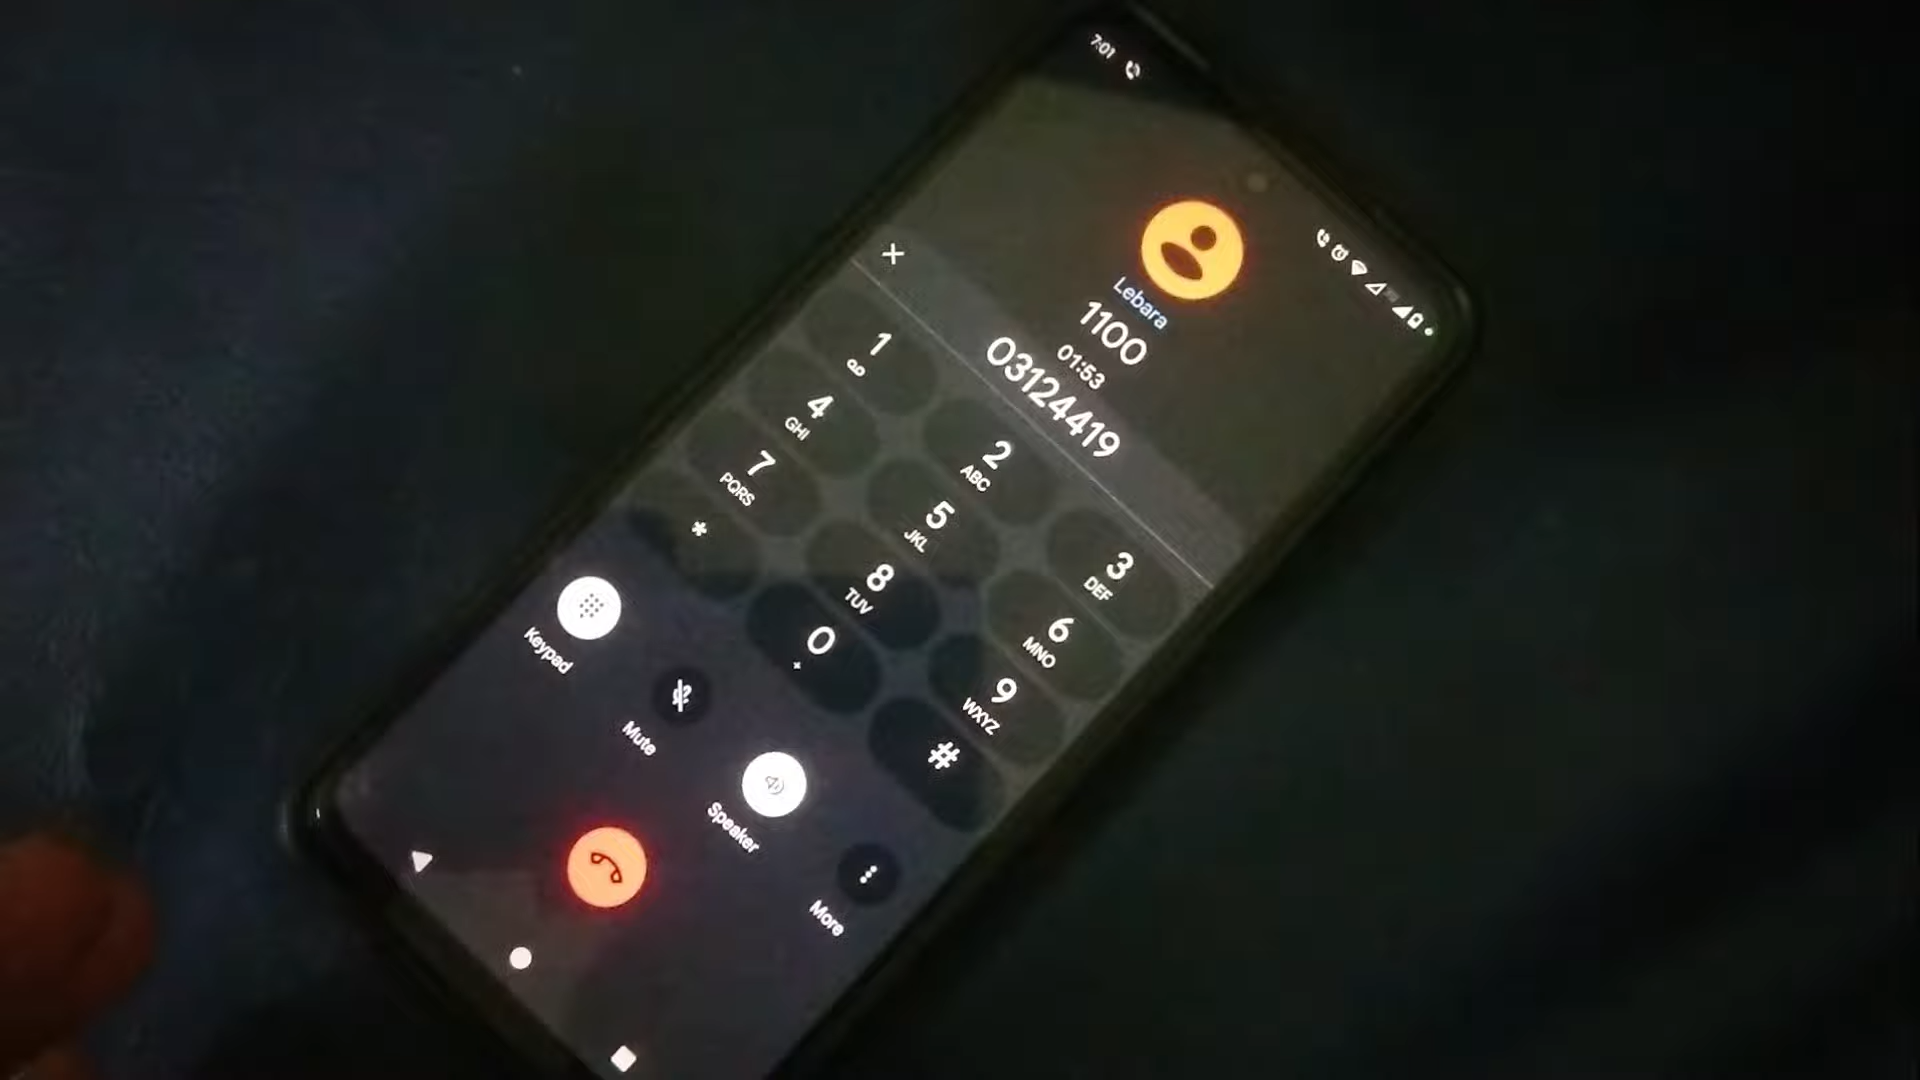 7:01
Lebara
1100
01:53
03124419
1
2
ABC
3
DEF
4
GHI
5
JKL
6
MNO
7
PQRS
8
TUV
9
WXYZ
*
0
+
#
Keypad
Mute
Speaker
More